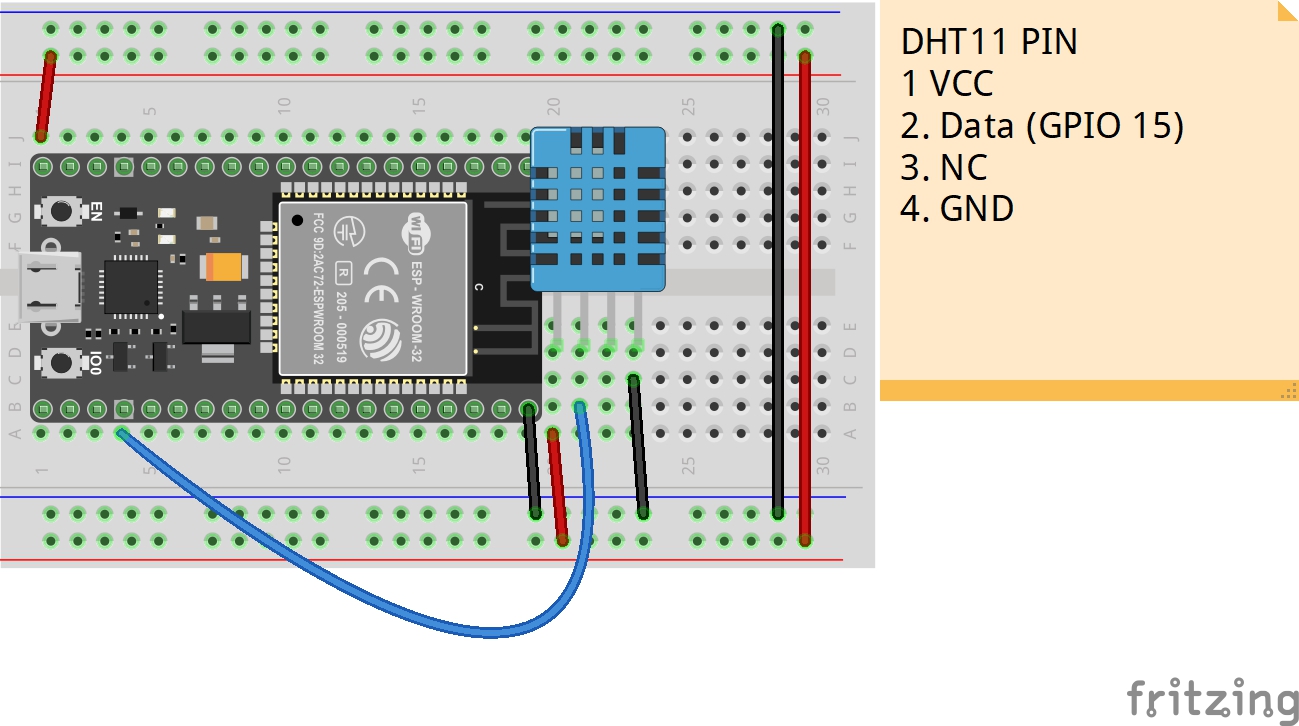 DHT11 PIN
1 VCC
2. Data (GPIO 15)
3. NC
4. GND
5 10 15 20 25 30
J J
I I
H H
G G
F F
EN
IO0
WiFi
ESP-WROOM-32
CE
R
205-000519
FCC 9D:2AC72-ESPWROOM 32
C
E E
D D
C C
B B
A A
1 5 10 15 20 25 30
fritzing